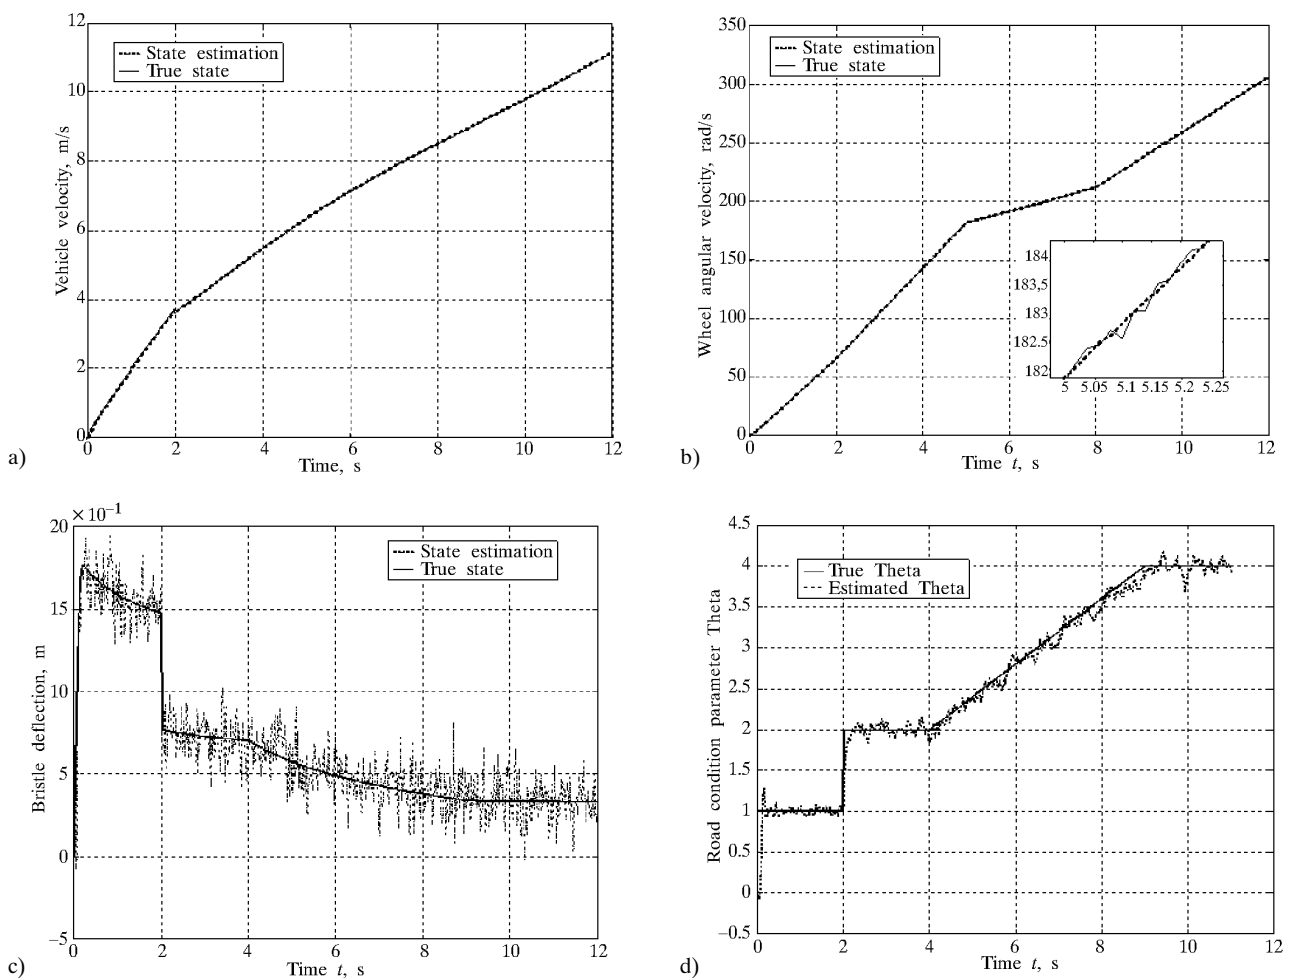 12
10
8
6
4
2
0
Vehicle velocity, m/s
State estimation
True state
0 2 4 6 8 10 12
Time, s
a)
350
300
250
200
150
100
50
0
Wheel angular velocity, rad/s
State estimation
True state
184
183,5
183
182.5
182
5 5.05 5.1 5.15 5.2 5.25
0 2 4 6 8 10 12
Time t, s
b)
×10⁻¹
20
15
10
5
0
−5
Bristle deflection, m
State estimation
True state
0 2 4 6 8 10 12
Time t, s
c)
4.5
4
3.5
3
2.5
2
1.5
1
0.5
0
-0.5
Road condition parameter Theta
True Theta
Estimated Theta
0 2 4 6 8 10 12
Time t, s
d)